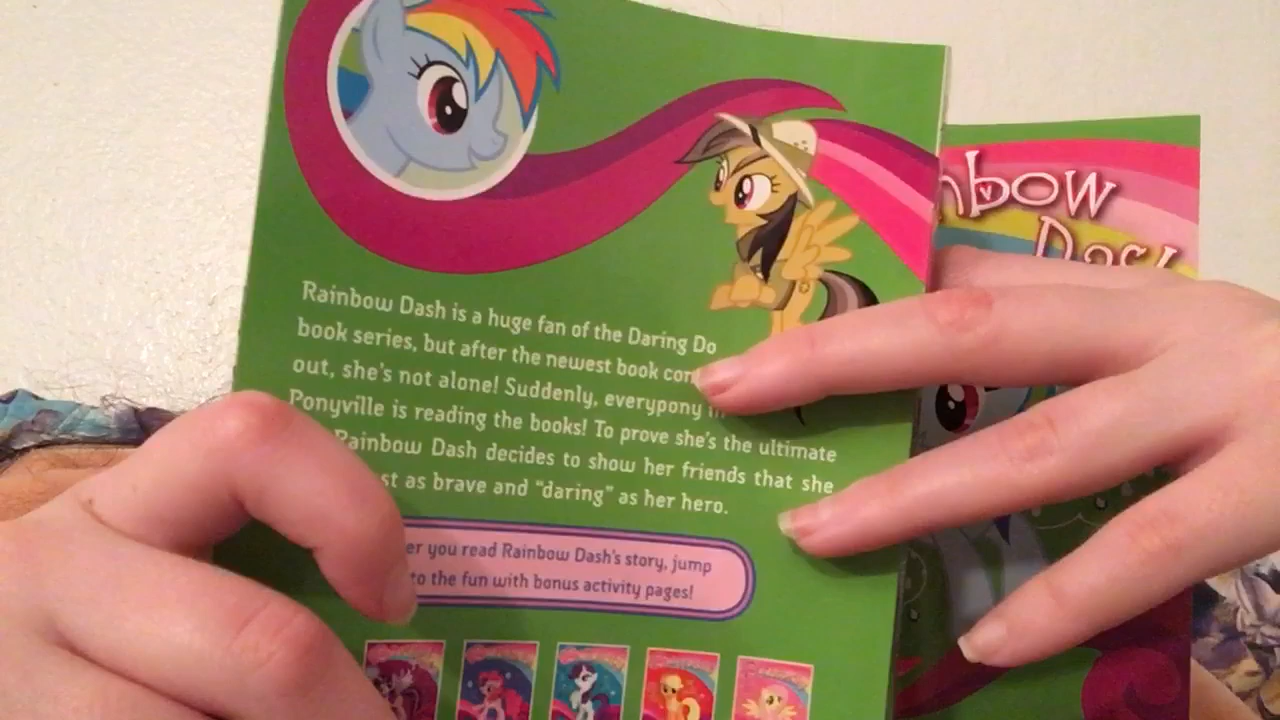 nbow
Das
Rainbow Dash is a huge fan of the Daring Do
book series, but after the newest book com
out, she's not alone! Suddenly, everypony in
Ponyville is reading the books! To prove she's the ultimate
Rainbow Dash decides to show her friends that she
st as brave and "daring" as her hero.
er you read Rainbow Dash's story, jump
to the fun with bonus activity pages!